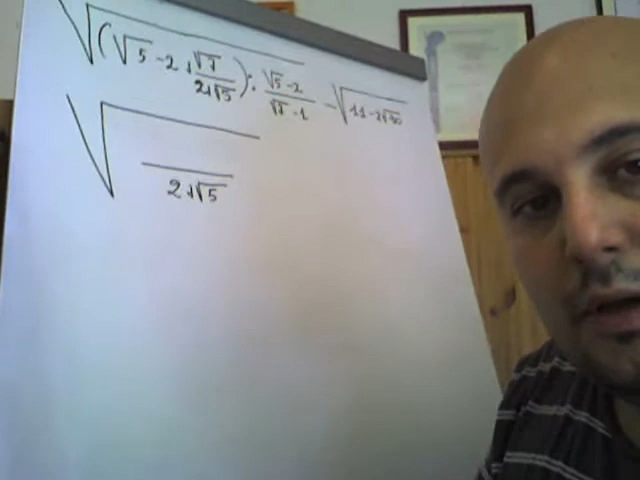 √(√5-2+√7/2+√5) : √5-2/√7-1 - √11-2√30
√ /2+√5